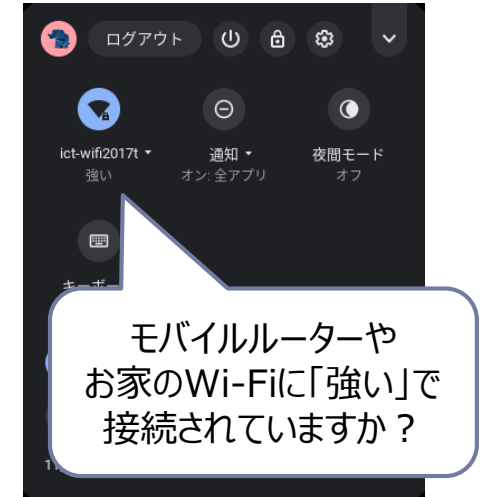 ログアウト
ict-wifi2017t 通知 夜間モード
強い オン: 全アプリ オフ
モバイルルーターや
お家のWi-Fiに「強い」で
接続されていますか？